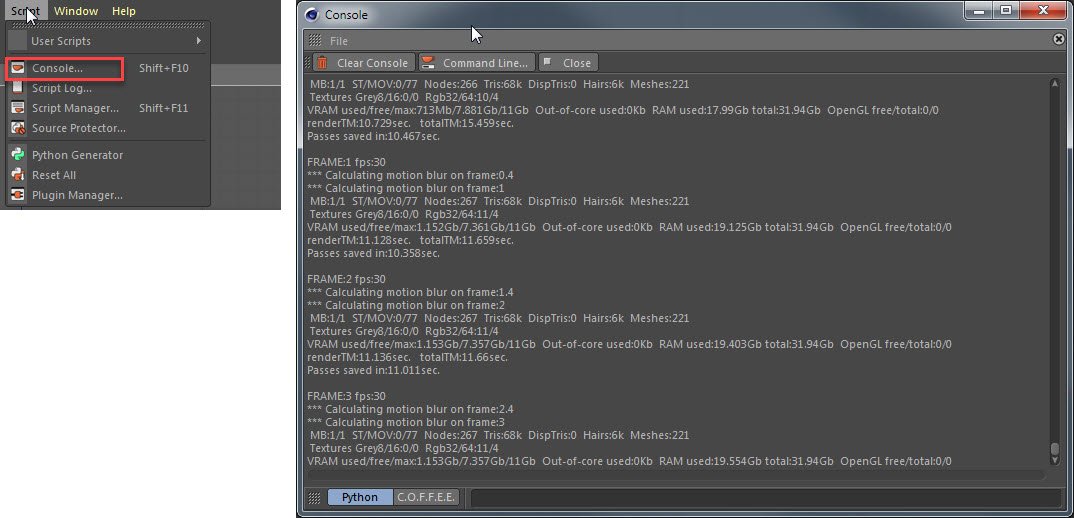 Script Window Help
User Scripts
Console... Shift+F10
Script Log...
Script Manager... Shift+F11
Source Protector...
Python Generator
Reset All
Plugin Manager...
Console
File
Clear Console Command Line... Close
MB:1/1 ST/MOV:0/77 Nodes:266 Tris:68k DispTris:0 Hairs:6k Meshes:221
Textures Grey8/16:0/0 Rgb32/64:10/4
VRAM used/free/max:713Mb/7.881Gb/11Gb Out-of-core used:0Kb RAM used:17.99Gb total:31.94Gb OpenGL free/total:0/0
renderTM:10.729sec. totalTM:15.459sec.
Passes saved in:10.467sec.
FRAME:1 fps:30
*** Calculating motion blur on frame:0.4
*** Calculating motion blur on frame:1
MB:1/1 ST/MOV:0/77 Nodes:267 Tris:68k DispTris:0 Hairs:6k Meshes:221
Textures Grey8/16:0/0 Rgb32/64:11/4
VRAM used/free/max:1.152Gb/7.361Gb/11Gb Out-of-core used:0Kb RAM used:19.125Gb total:31.94Gb OpenGL free/total:0/0
renderTM:11.128sec. totalTM:11.659sec.
Passes saved in:10.358sec.
FRAME:2 fps:30
*** Calculating motion blur on frame:1.4
*** Calculating motion blur on frame:2
MB:1/1 ST/MOV:0/77 Nodes:267 Tris:68k DispTris:0 Hairs:6k Meshes:221
Textures Grey8/16:0/0 Rgb32/64:11/4
VRAM used/free/max:1.153Gb/7.357Gb/11Gb Out-of-core used:0Kb RAM used:19.403Gb total:31.94Gb OpenGL free/total:0/0
renderTM:11.136sec. totalTM:11.66sec.
Passes saved in:11.011sec.
FRAME:3 fps:30
*** Calculating motion blur on frame:2.4
*** Calculating motion blur on frame:3
MB:1/1 ST/MOV:0/77 Nodes:267 Tris:68k DispTris:0 Hairs:6k Meshes:221
Textures Grey8/16:0/0 Rgb32/64:11/4
VRAM used/free/max:1.153Gb/7.357Gb/11Gb Out-of-core used:0Kb RAM used:19.554Gb total:31.94Gb OpenGL free/total:0/0
Python C.O.F.F.E.E.